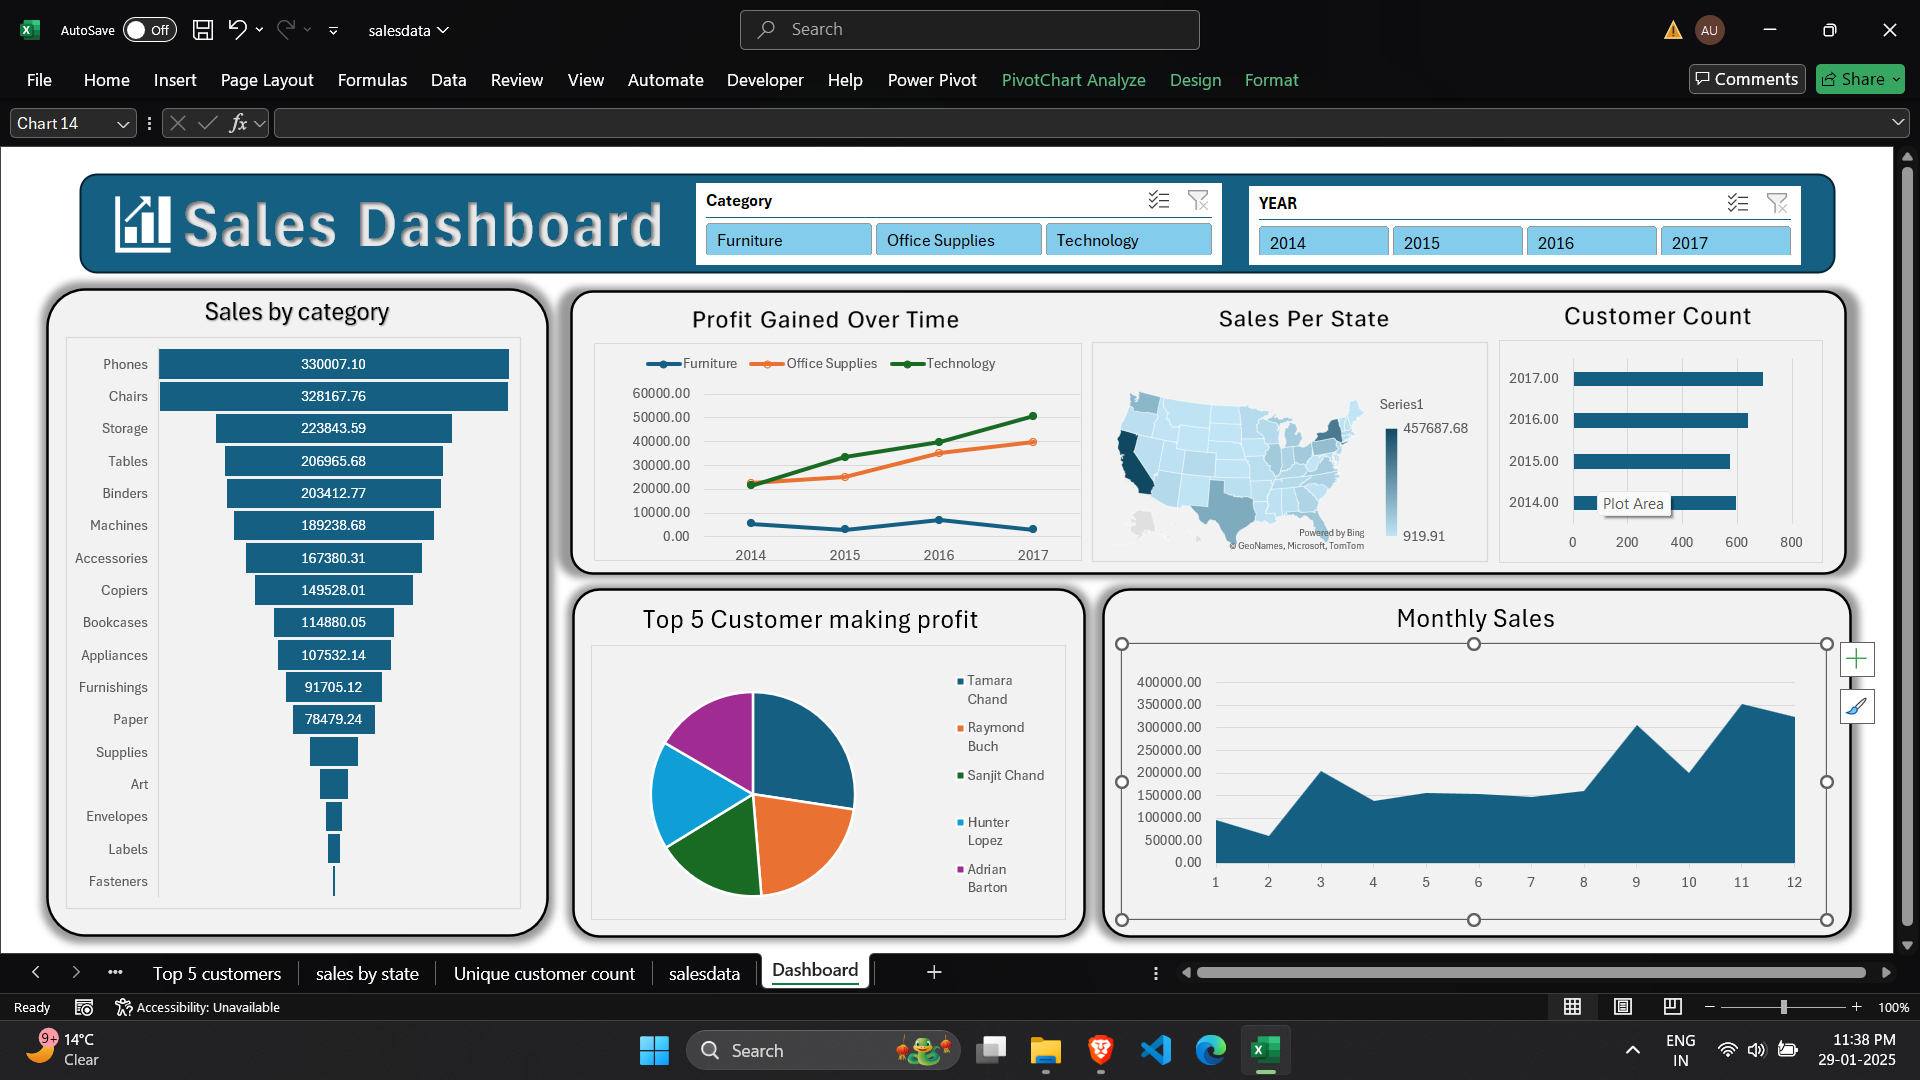 AutoSave Off salesdata Search AU
File Home Insert Page Layout Formulas Data Review View Automate Developer Help Power Pivot PivotChart Analyze Design Format Comments Share
Chart 14 fx
Sales Dashboard
Category
Furniture Office Supplies Technology
YEAR
2014 2015 2016 2017
Sales by category
Phones 330007.10
Chairs 328167.76
Storage 223843.59
Tables 206965.68
Binders 203412.77
Machines 189238.68
Accessories 167380.31
Copiers 149528.01
Bookcases 114880.05
Appliances 107532.14
Furnishings 91705.12
Paper 78479.24
Supplies
Art
Envelopes
Labels
Fasteners
Profit Gained Over Time
Furniture Office Supplies Technology
60000.00
50000.00
40000.00
30000.00
20000.00
10000.00
0.00
2014 2015 2016 2017
Sales Per State
Series1
457687.68
919.91
Powered by Bing
© GeoNames, Microsoft, TomTom
Customer Count
2017.00
2016.00
2015.00
2014.00
Plot Area
0 200 400 600 800
Top 5 Customer making profit
Tamara
Chand
Raymond
Buch
Sanjit Chand
Hunter
Lopez
Adrian
Barton
Monthly Sales
400000.00
350000.00
300000.00
250000.00
200000.00
150000.00
100000.00
50000.00
0.00
1 2 3 4 5 6 7 8 9 10 11 12
Top 5 customers sales by state Unique customer count salesdata Dashboard
Ready Accessibility: Unavailable 100%
9+ 14°C
Clear
Search
ENG
IN
11:38 PM
29-01-2025